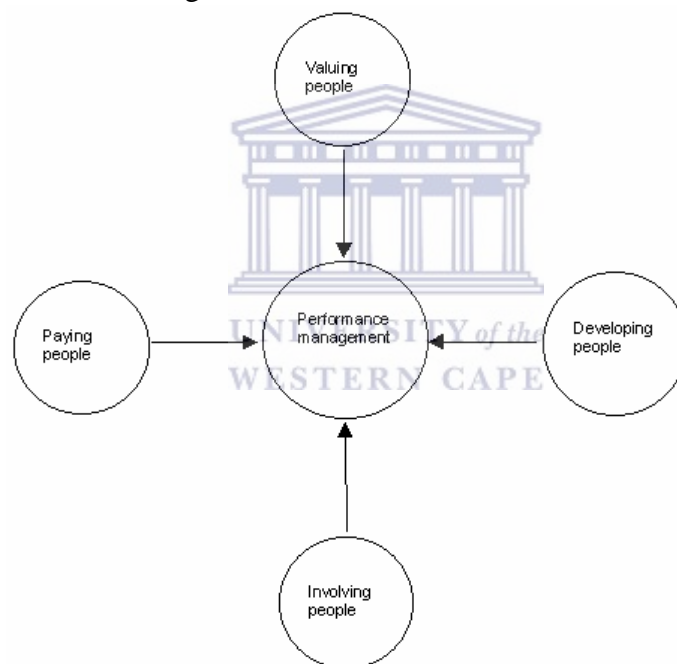 Valuing
people
Performance
management
UNIVERSITY of the
WESTERN CAPE
Paying
people
Developing
people
Involving
people